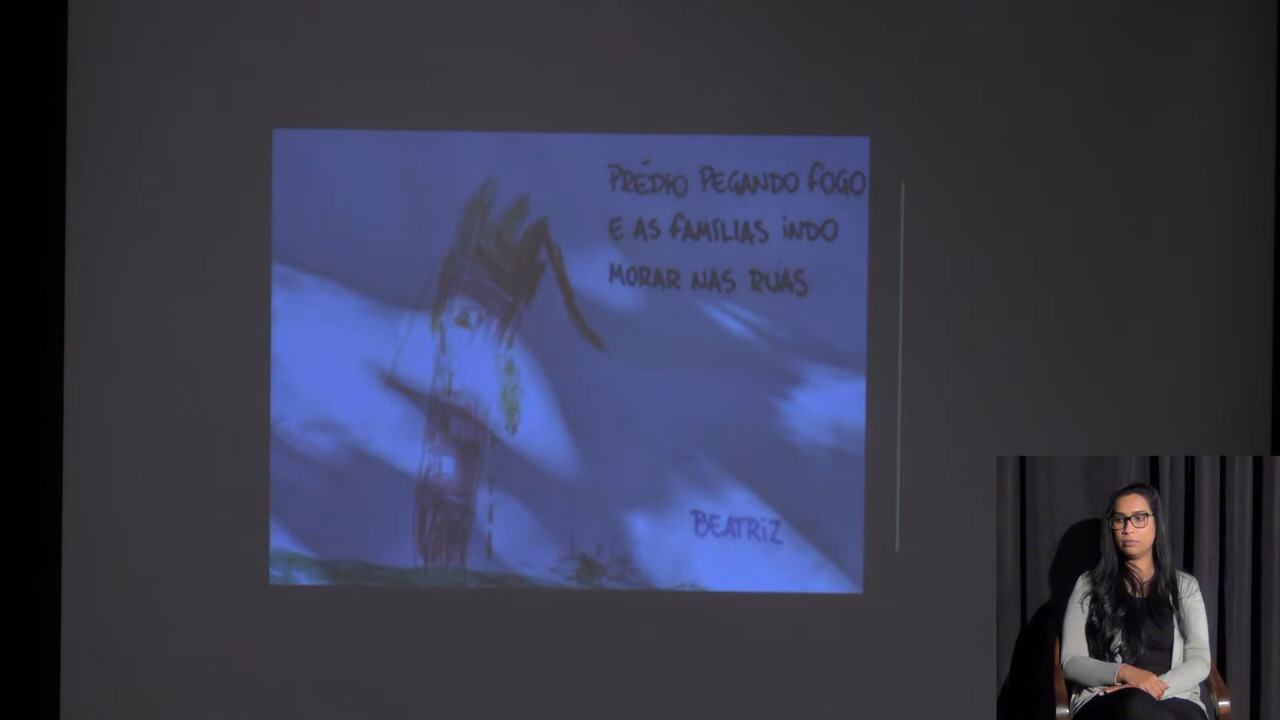 PRÉDIO PEGANDO FOGO
E AS FAMÍLIAS INDO
MORAR NAS RUAS
BEATRIZ